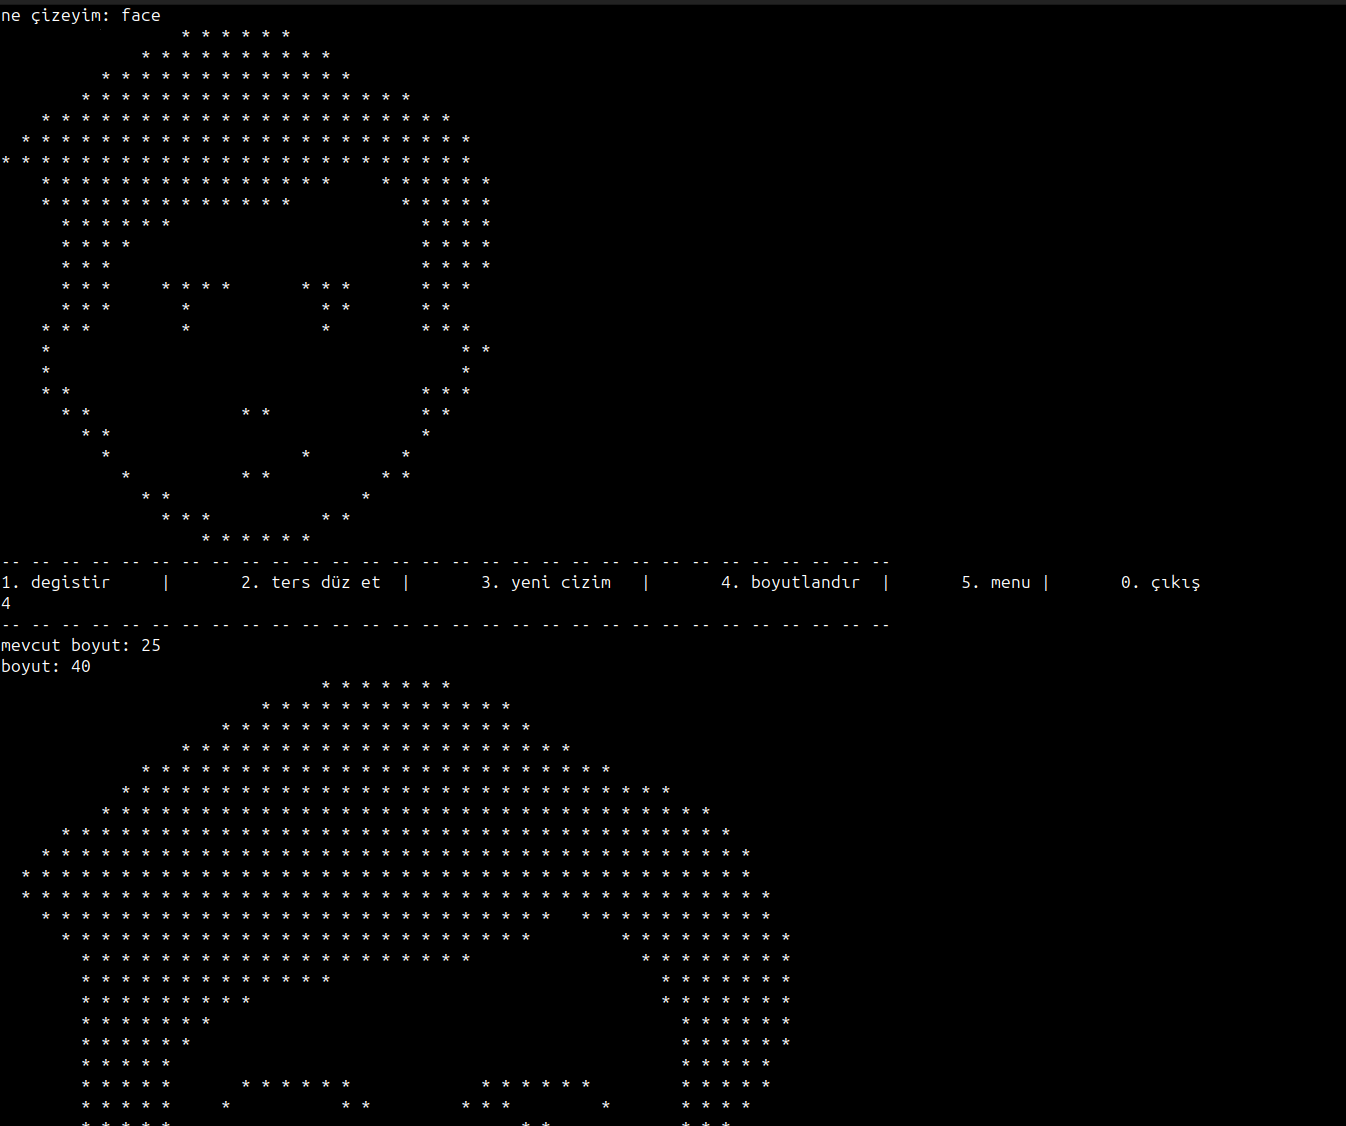 ne çizeyim: face
1. degistir | 2. ters düz et | 3. yeni cizim | 4. boyutlandır | 5. menu | 0. çıkış
4
mevcut boyut: 25
boyut: 40